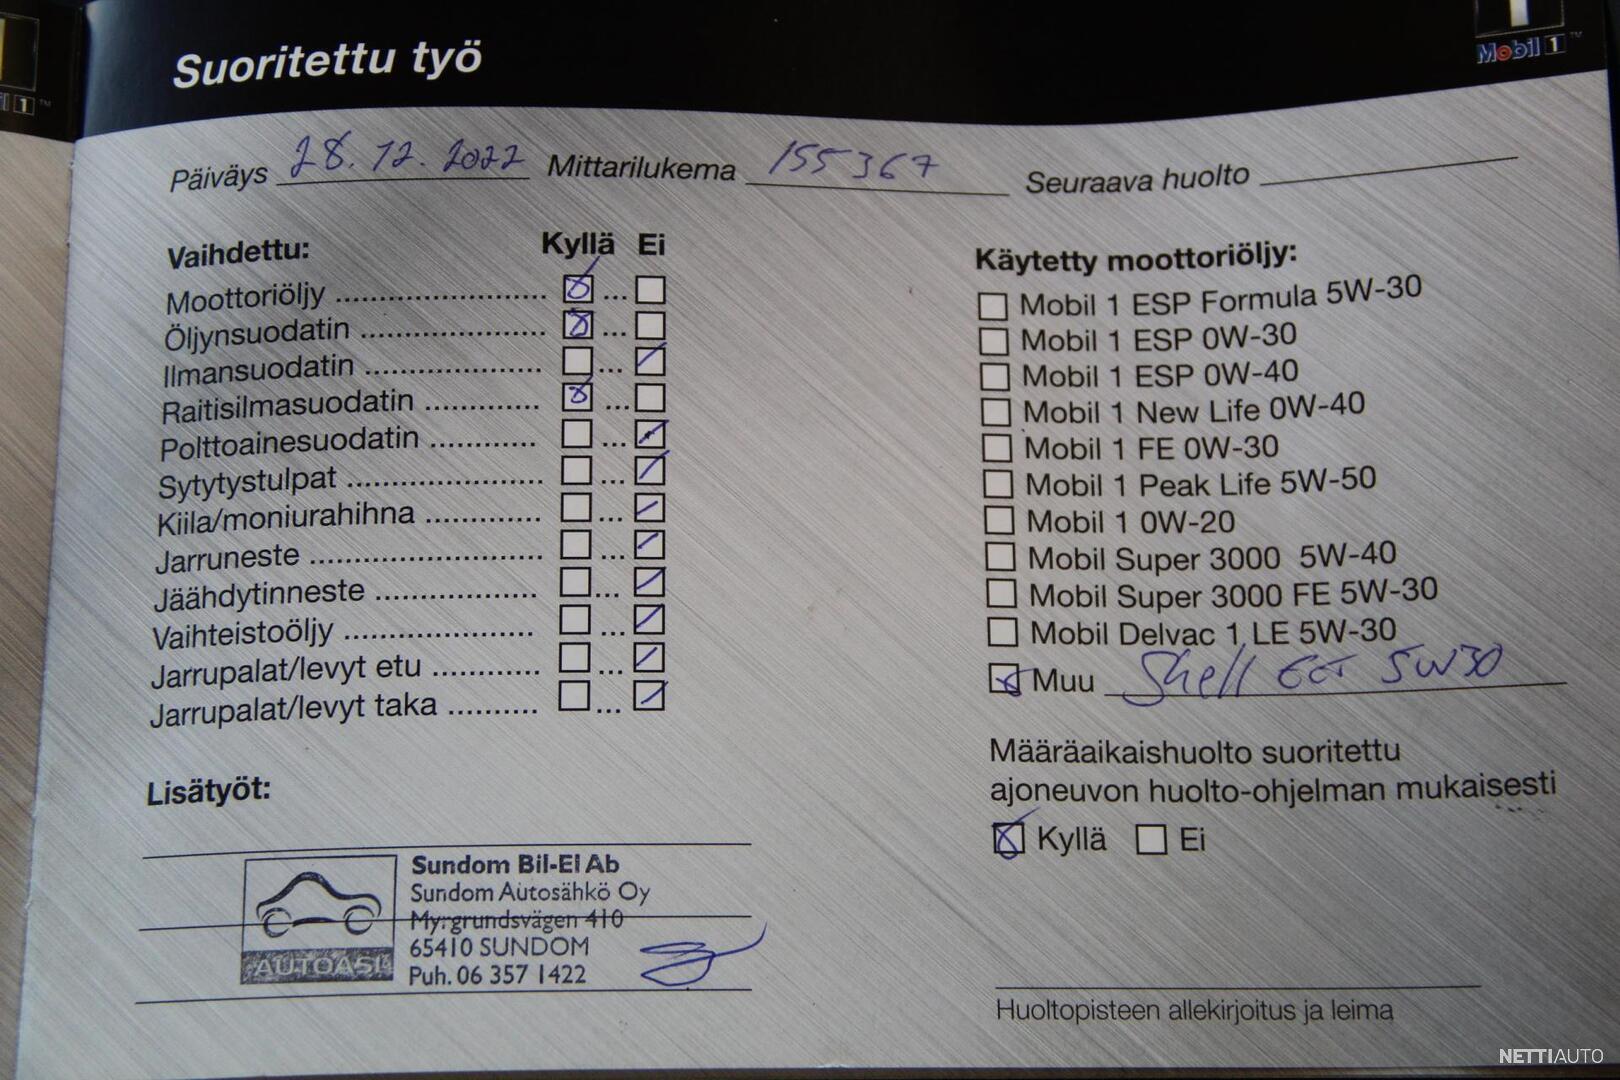 Suoritettu työ
Mobil 1™
Päiväys 28.12.2022 Mittarilukema 155367 Seuraava huolto
Vaihdettu: Kyllä Ei
Moottoriöljy
Öljynsuodatin
Ilmansuodatin
Raitisilmasuodatin
Polttoainesuodatin
Sytytystulpat
Kiila/moniurahihna
Jarruneste
Jäähdytinneste
Vaihteistoöljy
Jarrupalat/levyt etu
Jarrupalat/levyt taka
Lisätyöt:
Sundom Bil-El Ab
Sundom Autosähkö Oy
Myrgrundsvägen 410
65410 SUNDOM
Puh. 06 357 1422
AUTOASI
Käytetty moottoriöljy:
Mobil 1 ESP Formula 5W-30
Mobil 1 ESP 0W-30
Mobil 1 ESP 0W-40
Mobil 1 New Life 0W-40
Mobil 1 FE 0W-30
Mobil 1 Peak Life 5W-50
Mobil 1 0W-20
Mobil Super 3000 5W-40
Mobil Super 3000 FE 5W-30
Mobil Delvac 1 LE 5W-30
Muu Shell ECT 5W30
Määräaikaishuolto suoritettu
ajoneuvon huolto-ohjelman mukaisesti
Kyllä Ei
Huoltopisteen allekirjoitus ja leima
NETTIAUTO